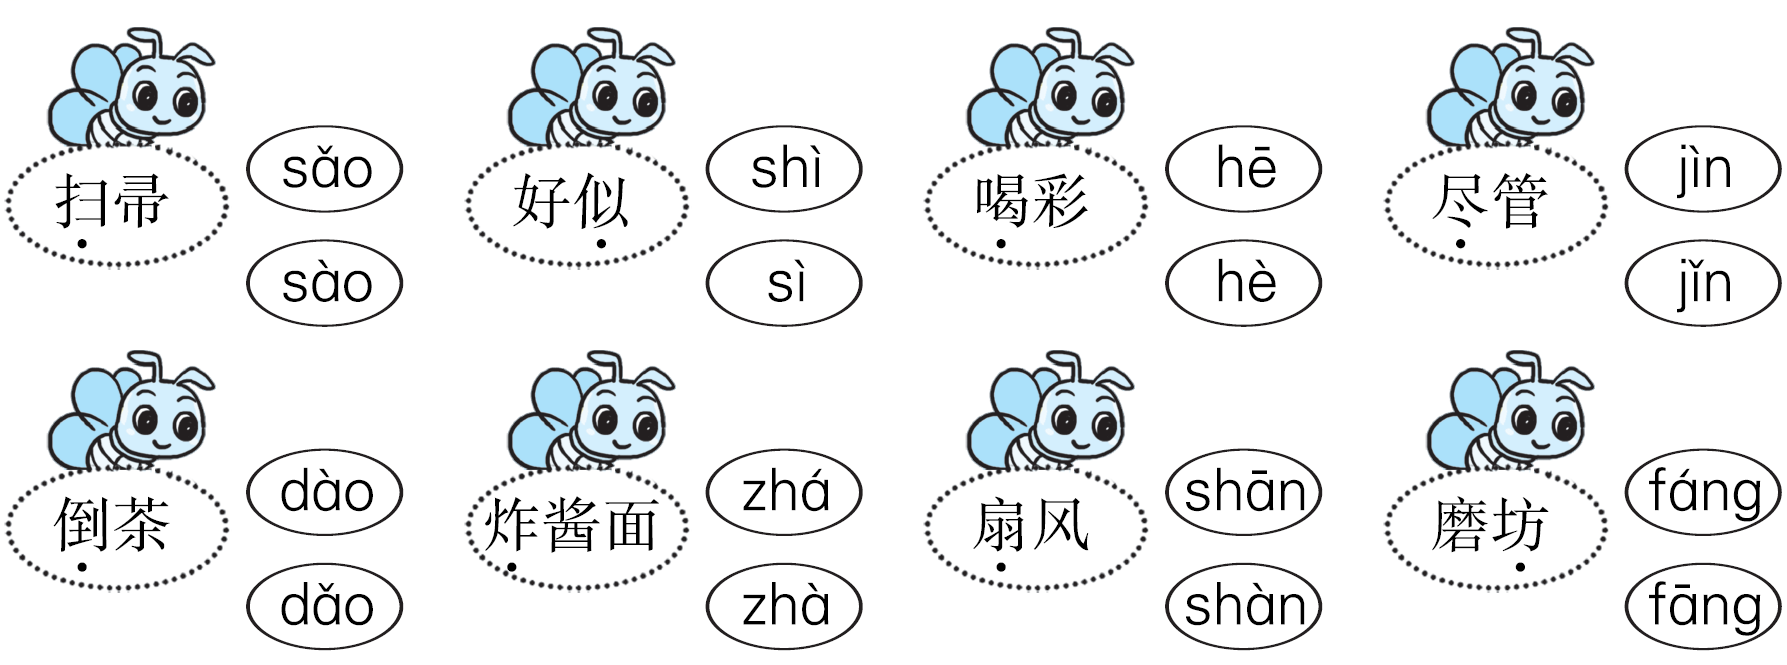 扫帚 sǎo sào
好似 shì sì
喝彩 hē hè
尽管 jìn jǐn
倒茶 dào dǎo
炸酱面 zhá zhà
扇风 shān shàn
磨坊 fáng fāng